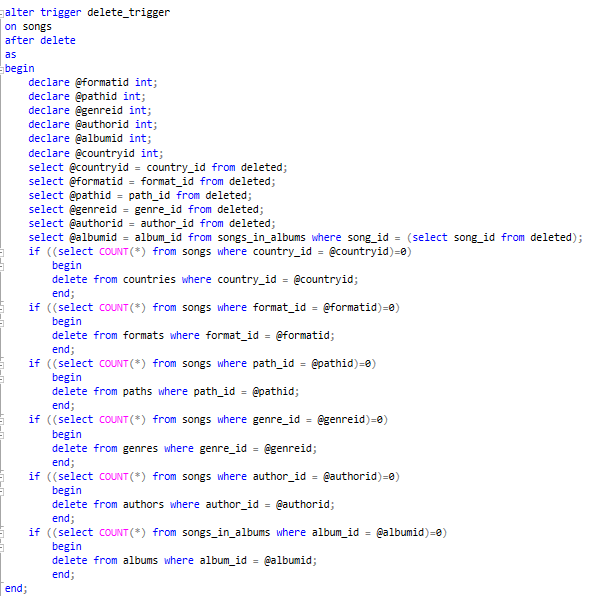 alter trigger delete_trigger
on songs
after delete
as
begin
declare @formatid int;
declare @pathid int;
declare @genreid int;
declare @authorid int;
declare @albumid int;
declare @countryid int;
select @countryid = country_id from deleted;
select @formatid = format_id from deleted;
select @pathid = path_id from deleted;
select @genreid = genre_id from deleted;
select @authorid = author_id from deleted;
select @albumid = album_id from songs_in_albums where song_id = (select song_id from deleted);
if ((select COUNT(*) from songs where country_id = @countryid)=0)
begin
delete from countries where country_id = @countryid;
end;
if ((select COUNT(*) from songs where format_id = @formatid)=0)
begin
delete from formats where format_id = @formatid;
end;
if ((select COUNT(*) from songs where path_id = @pathid)=0)
begin
delete from paths where path_id = @pathid;
end;
if ((select COUNT(*) from songs where genre_id = @genreid)=0)
begin
delete from genres where genre_id = @genreid;
end;
if ((select COUNT(*) from songs where author_id = @authorid)=0)
begin
delete from authors where author_id = @authorid;
end;
if ((select COUNT(*) from songs_in_albums where album_id = @albumid)=0)
begin
delete from albums where album_id = @albumid;
end;
end;